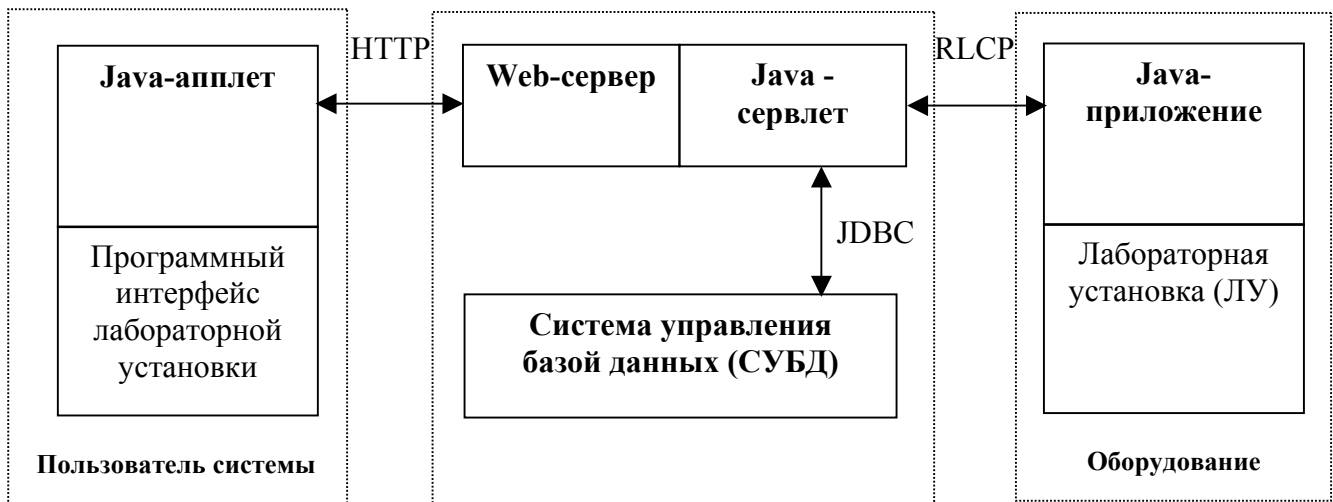 HTTP
RLCP
Java-апплет
Web-сервер
Java -
сервлет
Java-
приложение
JDBC
Программный
интерфейс
лабораторной
установки
Лабораторная
установка (ЛУ)
Система управления
базой данных (СУБД)
Пользователь системы
Оборудование